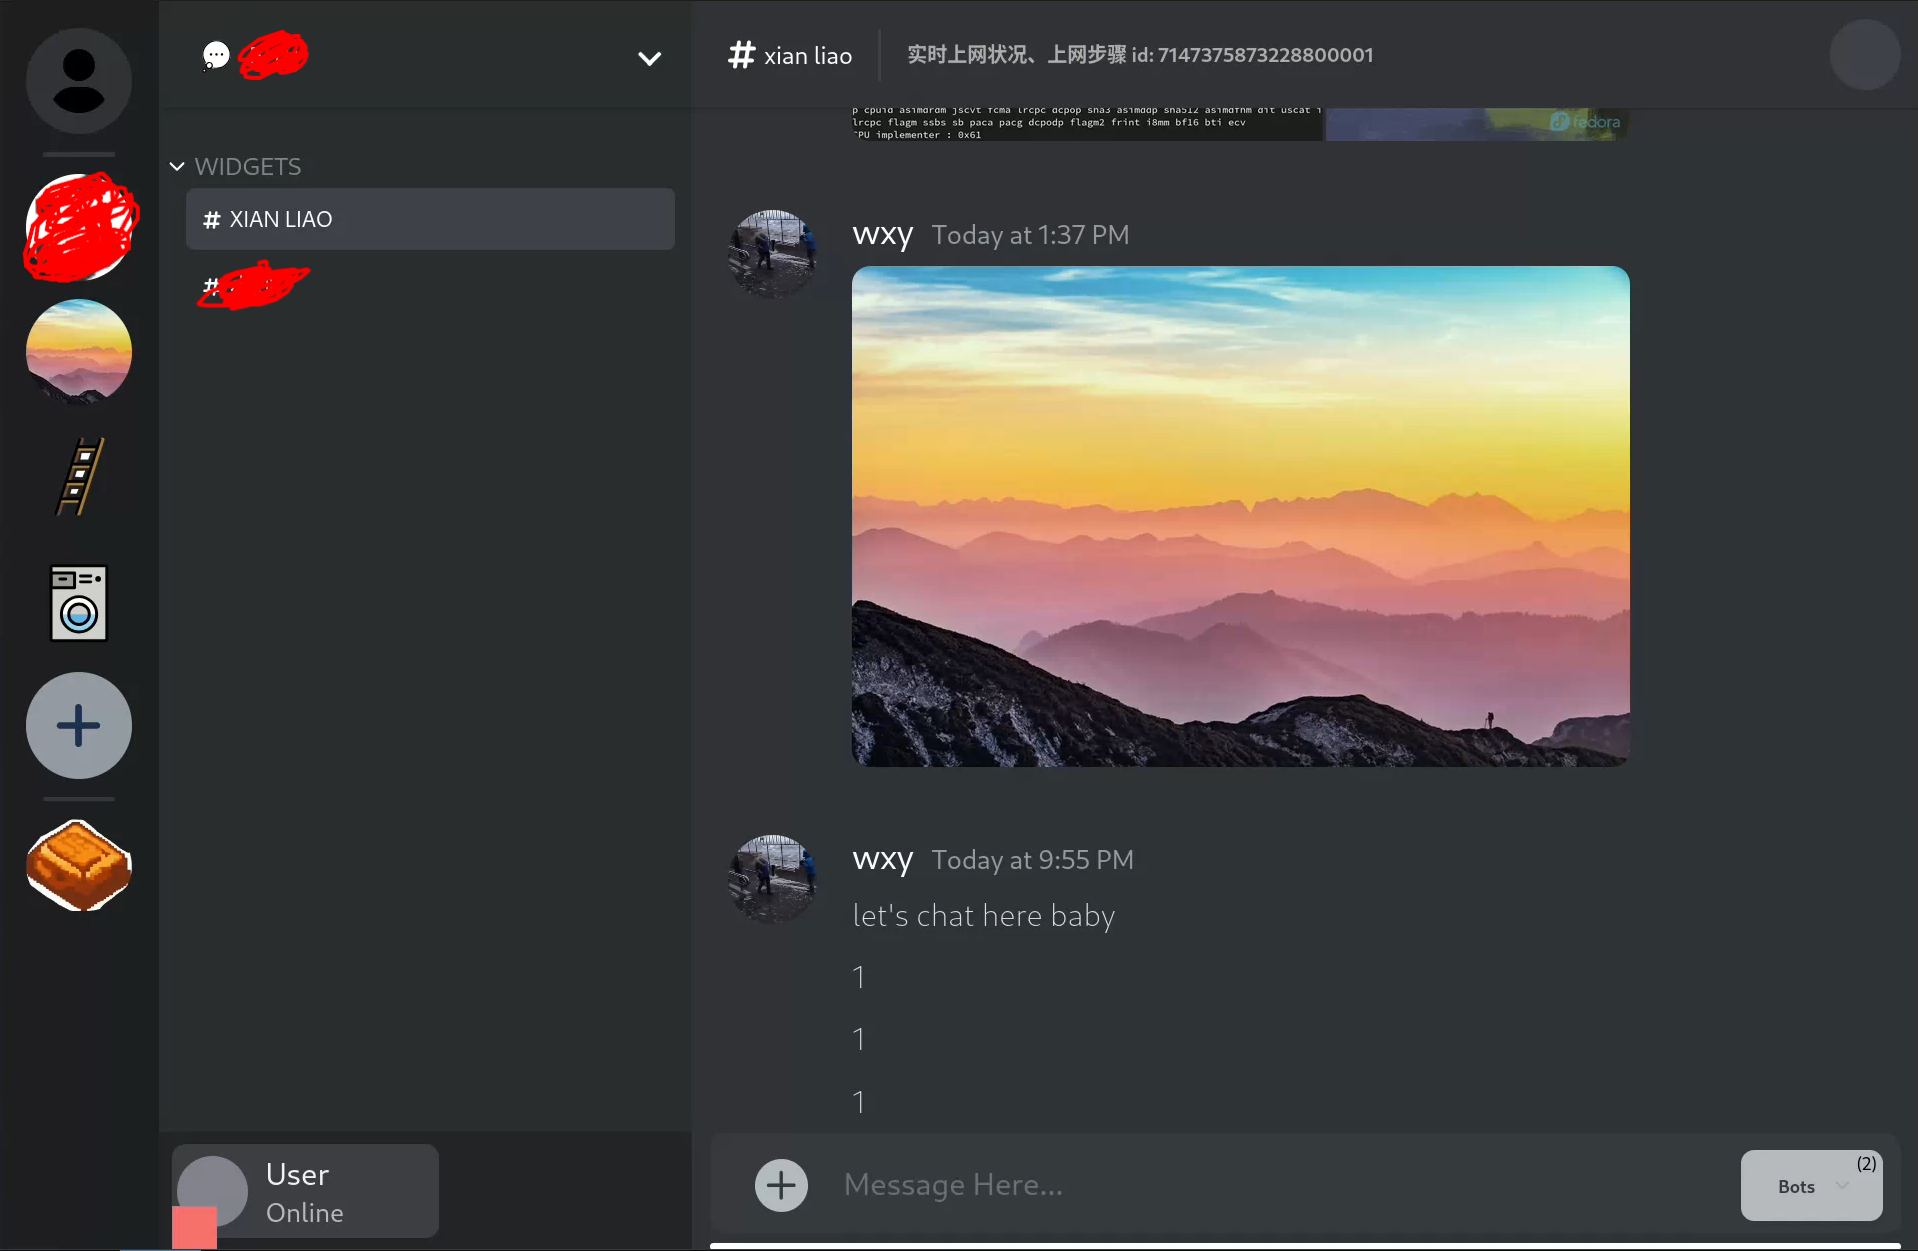 # xian liao
实时上网状况、上网步骤 id: 7147375873228800001
p cpuid asimdrdm jscvt fcma lrcpc dcpop sha3 asimddp sha512 asimdfhm dit uscat i
lrcpc flagm ssbs sb paca pacg dcpodp flagm2 frint i8mm bf16 bti ecv
CPU implementer : 0x61
fedora
WIDGETS
# XIAN LIAO
#
wxy Today at 1:37 PM
wxy Today at 9:55 PM
let's chat here baby
1
1
1
User
Online
Message Here...
Bots
(2)